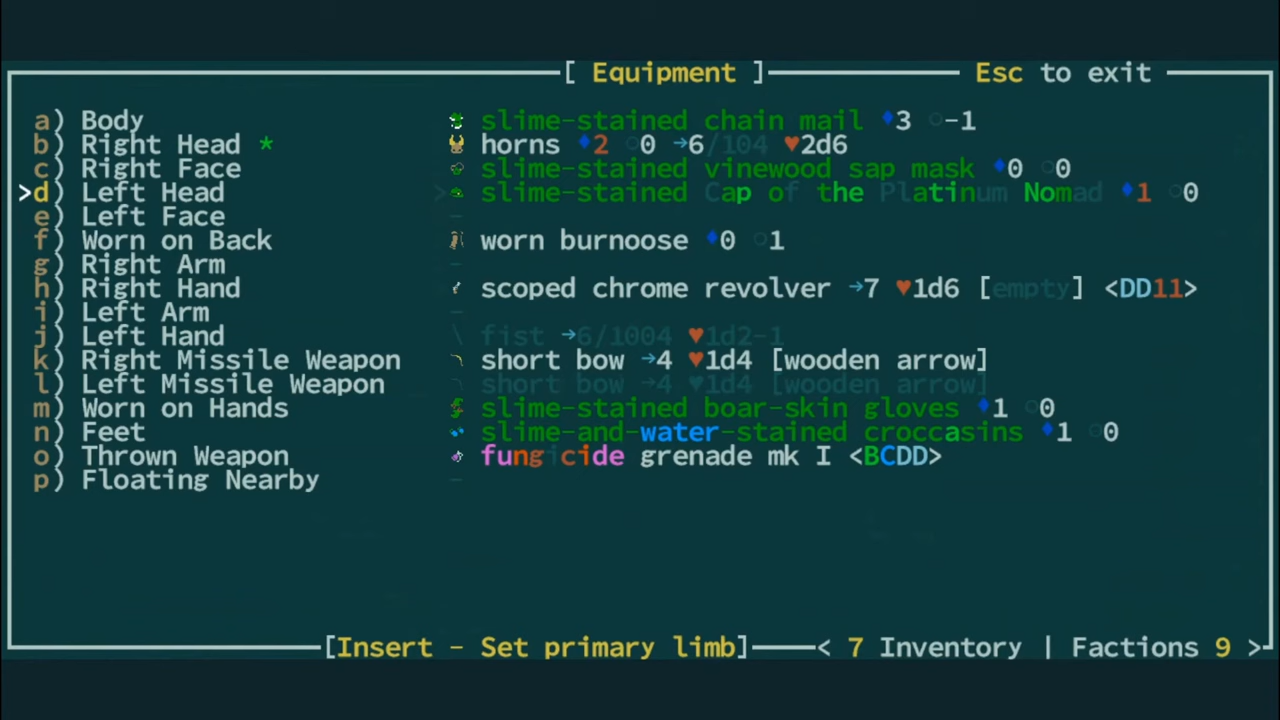 [ Equipment ] Esc to exit
a) Body slime-stained chain mail ♦3 ○-1
b) Right Head * horns ♦2 ○0 →6/104 ♥2d6
c) Right Face slime-stained vinewood sap mask ♦0 ○0
>d) Left Head > slime-stained Cap of the Platinum Nomad ♦1 ○0
e) Left Face -
f) Worn on Back worn burnoose ♦0 ○1
g) Right Arm -
h) Right Hand scoped chrome revolver →7 ♥1d6 [empty] <DD11>
i) Left Arm -
j) Left Hand \ fist →6/1004 ♥1d2-1
k) Right Missile Weapon short bow →4 ♥1d4 [wooden arrow]
l) Left Missile Weapon short bow →4 ♥1d4 [wooden arrow]
m) Worn on Hands slime-stained boar-skin gloves ♦1 ○0
n) Feet slime-and-water-stained croccasins ♦1 ○0
o) Thrown Weapon fungicide grenade mk I <BCDD>
p) Floating Nearby -
[Insert - Set primary limb] < 7 Inventory | Factions 9 >